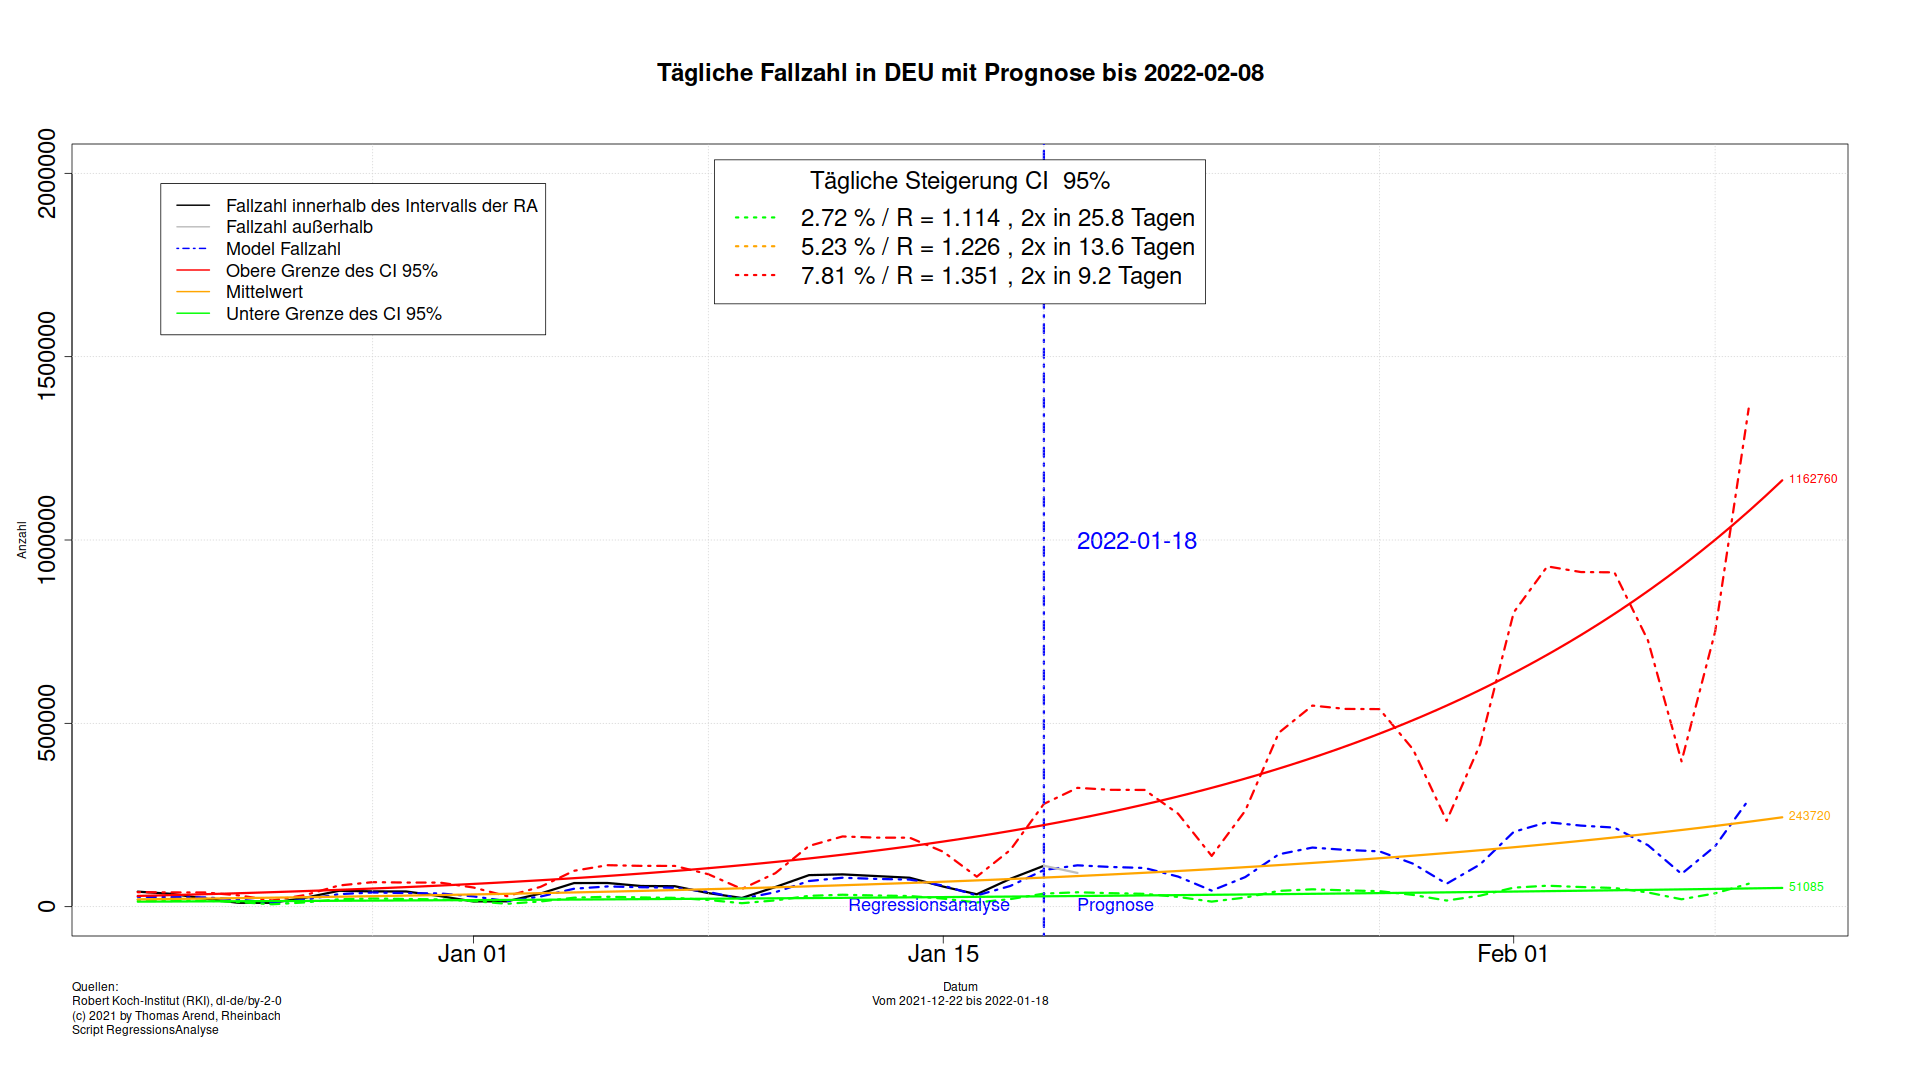 Tägliche Fallzahl in DEU mit Prognose bis 2022-02-08
Fallzahl innerhalb des Intervalls der RA
Fallzahl außerhalb
Model Fallzahl
Obere Grenze des CI 95%
Mittelwert
Untere Grenze des CI 95%
Tägliche Steigerung CI  95%
2.72 % / R = 1.114 , 2x in 25.8 Tagen
5.23 % / R = 1.226 , 2x in 13.6 Tagen
7.81 % / R = 1.351 , 2x in 9.2 Tagen
2000000
1500000
1000000
500000
0
Anzahl
2022-01-18
1162760
243720
51085
Regressionsanalyse
Prognose
Jan 01
Jan 15
Feb 01
Datum
Vom 2021-12-22 bis 2022-01-18
Quellen:
Robert Koch-Institut (RKI), dl-de/by-2-0
(c) 2021 by Thomas Arend, Rheinbach
Script RegressionsAnalyse